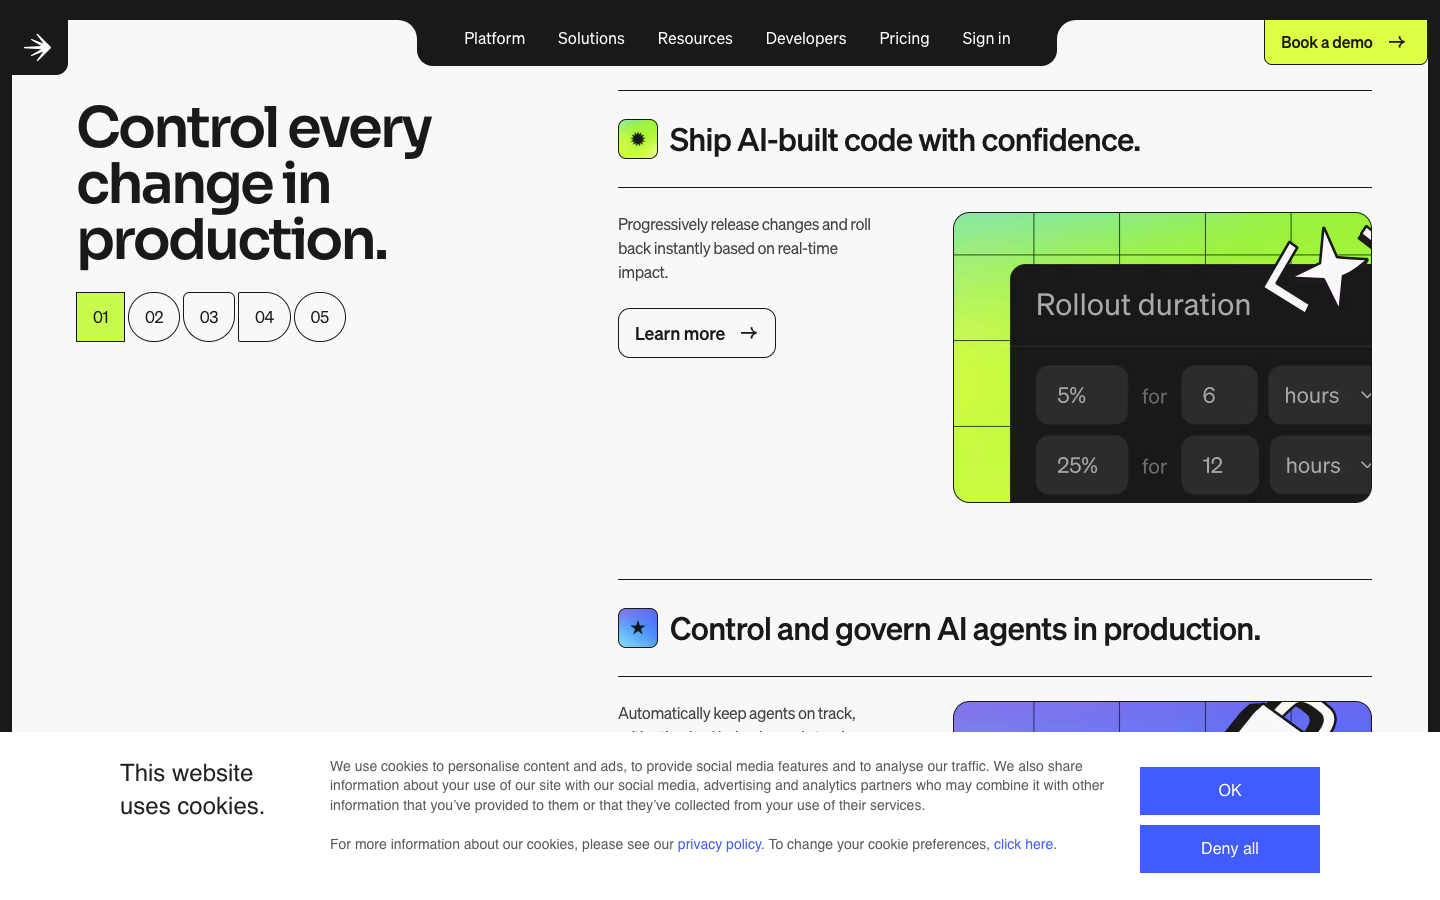 Platform
Solutions
Resources
Developers
Pricing
Sign in
Book a demo
Control every
change in
production.
01
02
03
04
05
Ship AI-built code with confidence.
Progressively release changes and roll
back instantly based on real-time
impact.
Learn more
Rollout duration
5% for 6 hours
25% for 12 hours
Control and govern AI agents in production.
Automatically keep agents on track,
This website
uses cookies.
We use cookies to personalise content and ads, to provide social media features and to analyse our traffic. We also share
information about your use of our site with our social media, advertising and analytics partners who may combine it with other
information that you’ve provided to them or that they’ve collected from your use of their services.
For more information about our cookies, please see our privacy policy. To change your cookie preferences, click here.
OK
Deny all